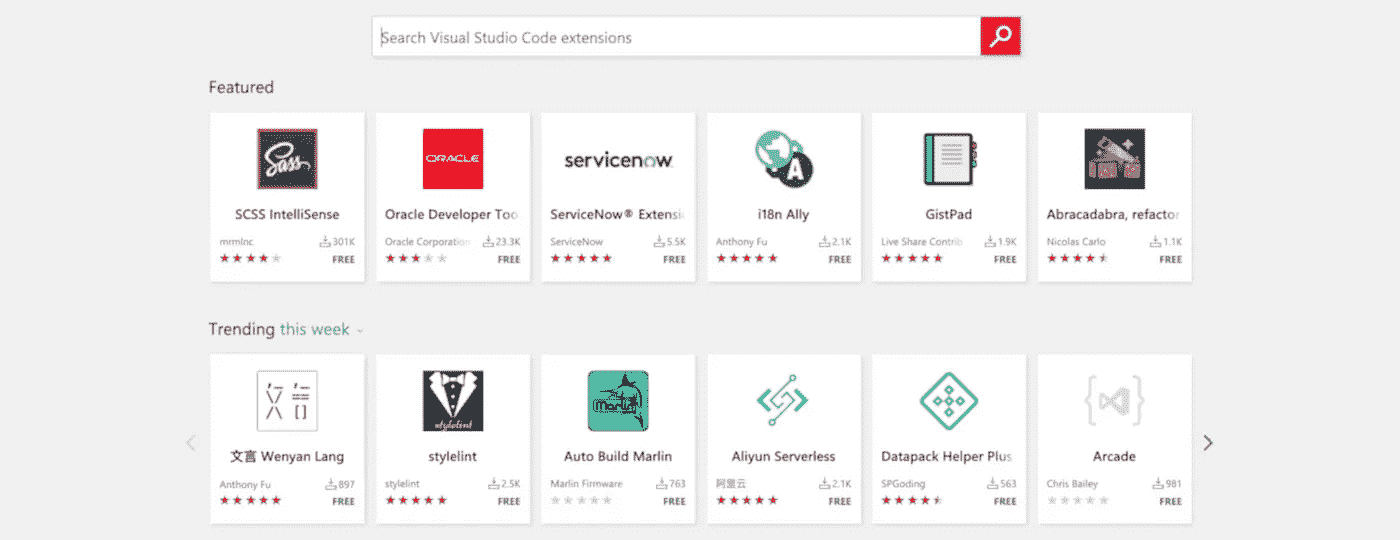 Search Visual Studio Code extensions
Featured
Sass
ORACLE
servicenow
A
SCSS IntelliSense
Oracle Developer Too
ServiceNow® Extensi
i18n Ally
GistPad
Abracadabra, refactor
mrmlnc 301K
Oracle Corporation 23.3K
ServiceNow 5.5K
Anthony Fu 2.1K
Live Share Contrib 1.9K
Nicolas Carlo 1.1K
FREE
FREE
FREE
FREE
FREE
FREE
Trending this week
stylelint
Marlin
文言 Wenyan Lang
stylelint
Auto Build Marlin
Aliyun Serverless
Datapack Helper Plus
Arcade
Anthony Fu 897
stylelint 2.5K
Marlin Firmware 763
阿里云 2.1K
SPGoding 563
Chris Bailey 981
FREE
FREE
FREE
FREE
FREE
FREE